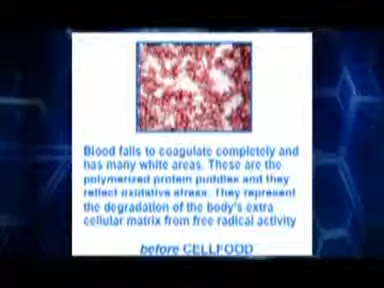 Blood fails to coagulate completely and
has many white areas. These are the
polymerized protein puddles and they
reflect oxidative stress. They represent
the degradation of the body's extra
cellular matrix from free radical activity
before CELLFOOD